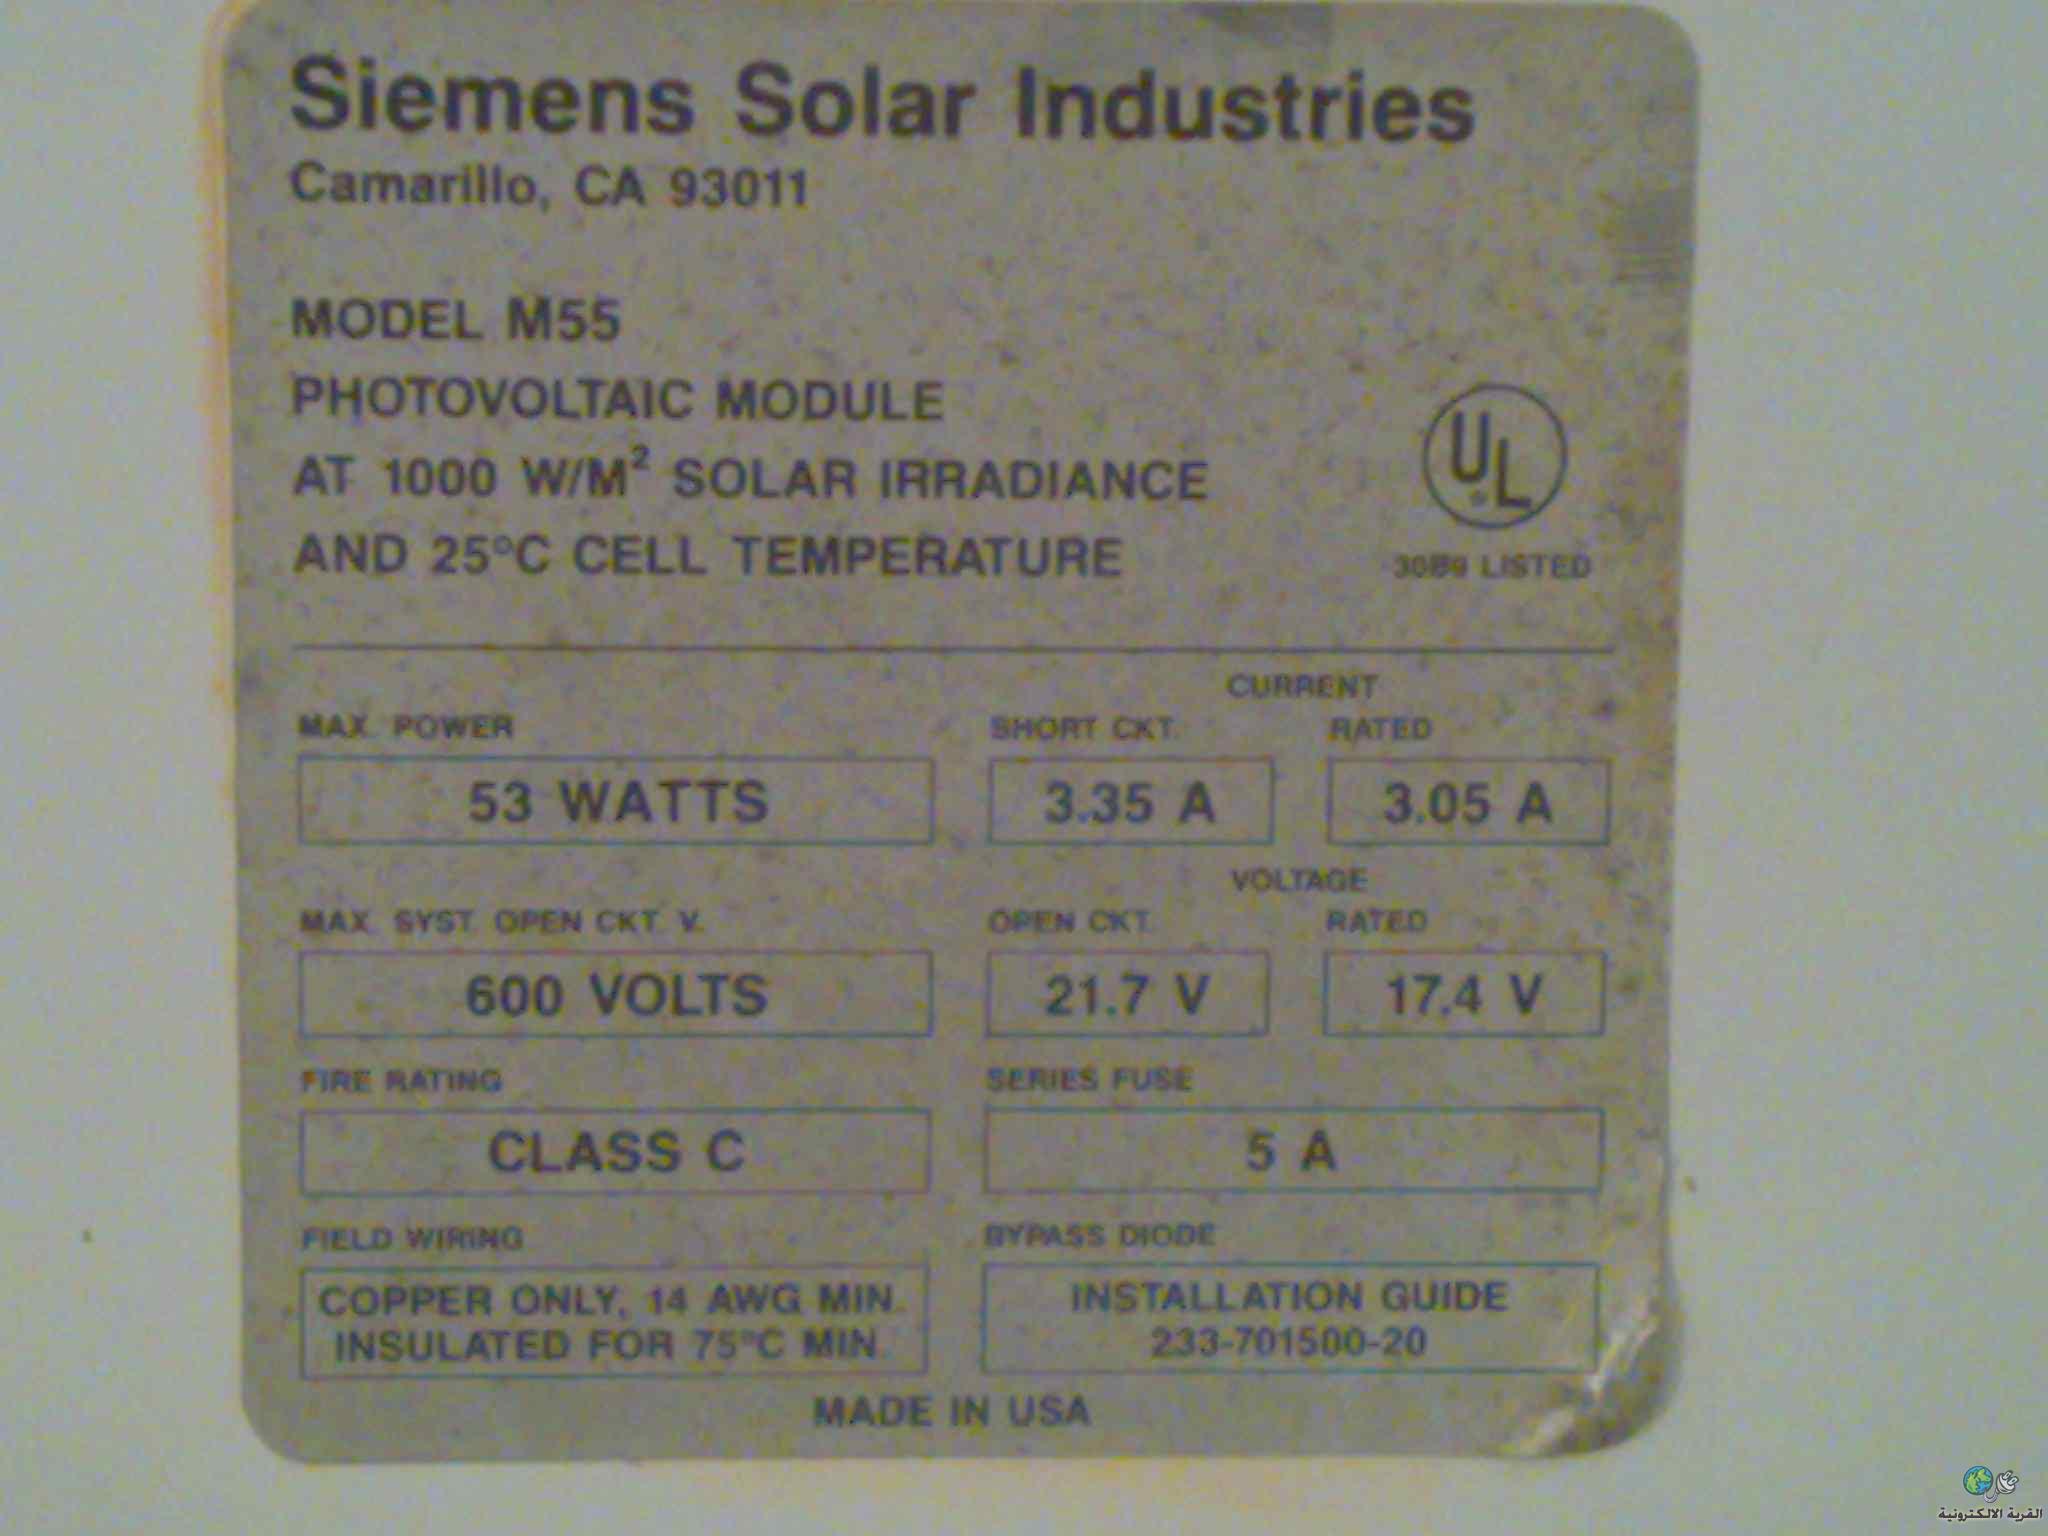 Siemens Solar Industries
Camarillo, CA 93011
MODEL M55
PHOTOVOLTAIC MODULE
AT 1000 W/M² SOLAR IRRADIANCE
AND 25°C CELL TEMPERATURE
UL
30B9 LISTED
CURRENT
MAX. POWER SHORT CKT. RATED
53 WATTS 3.35 A 3.05 A
VOLTAGE
MAX. SYST. OPEN CKT. V. OPEN CKT. RATED
600 VOLTS 21.7 V 17.4 V
FIRE RATING SERIES FUSE
CLASS C 5 A
FIELD WIRING BYPASS DIODE
COPPER ONLY, 14 AWG MIN. INSTALLATION GUIDE
INSULATED FOR 75°C MIN. 233-701500-20
MADE IN USA
القرية الالكترونية